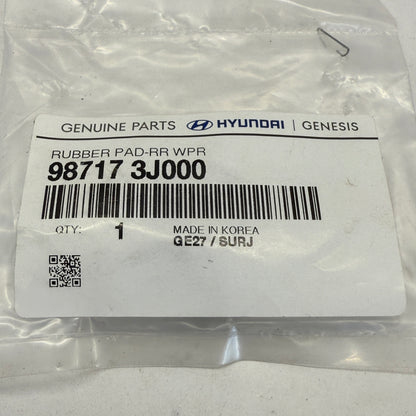 GENUINE PARTS HYUNDAI | GENESIS
RUBBER PAD-RR WPR
98717 3J000
QTY: 1 MADE IN KOREA
GE27 / SURJ